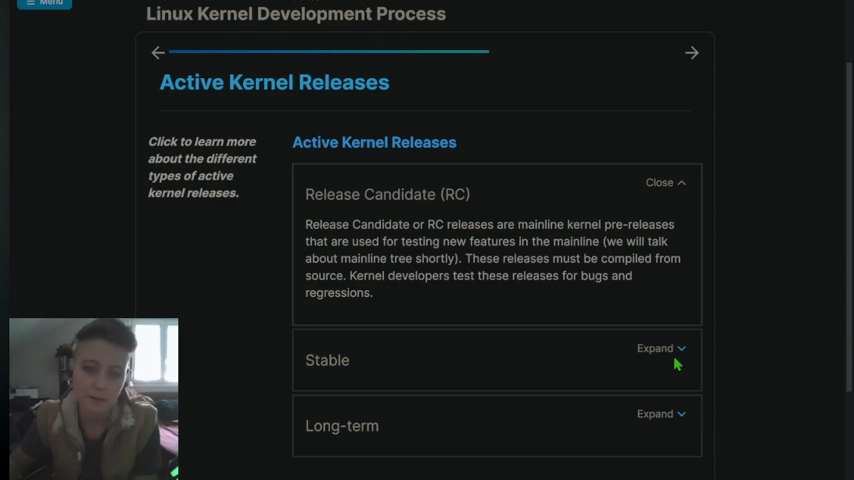 Menu
Linux Kernel Development Process
Active Kernel Releases
Click to learn more
about the different
types of active
kernel releases.
Active Kernel Releases
Close
Release Candidate (RC)
Release Candidate or RC releases are mainline kernel pre-releases
that are used for testing new features in the mainline (we will talk
about mainline tree shortly). These releases must be compiled from
source. Kernel developers test these releases for bugs and
regressions.
Expand
Stable
Expand
Long-term